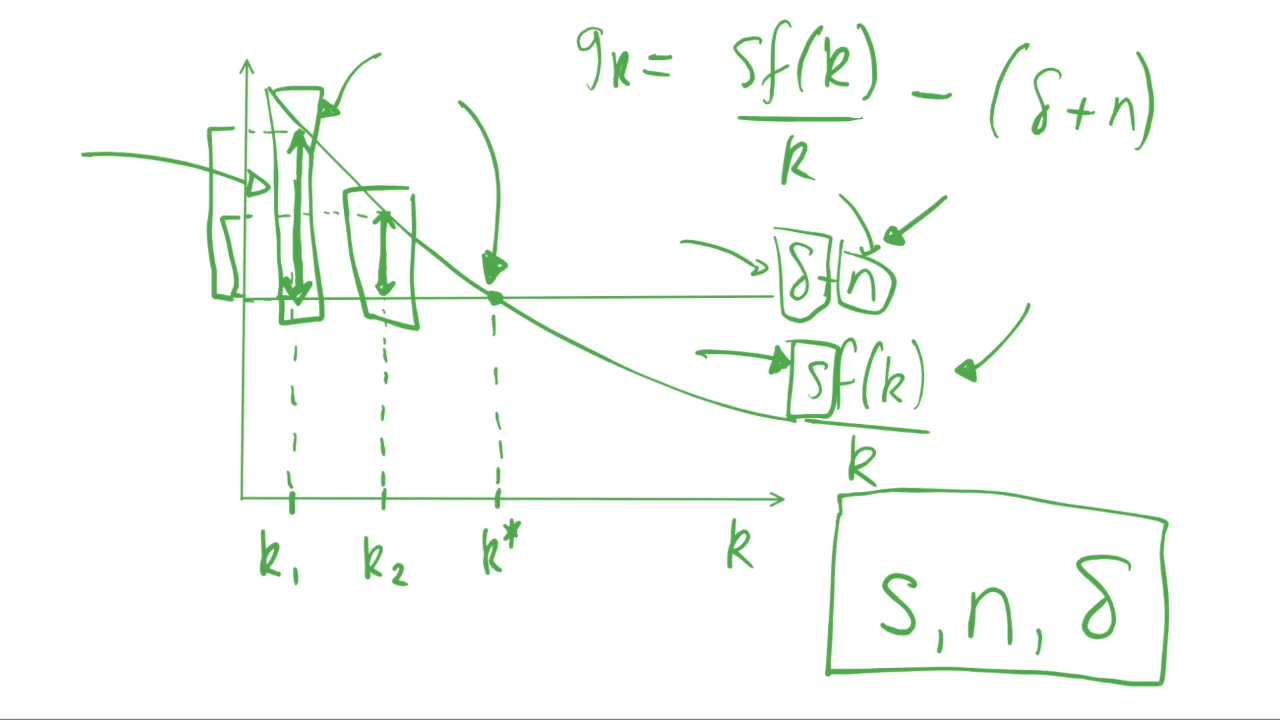 gk = sf(k) / k − (δ+n)
δ+n
sf(k) / k
k₁ k₂ k* k
s, n, δ